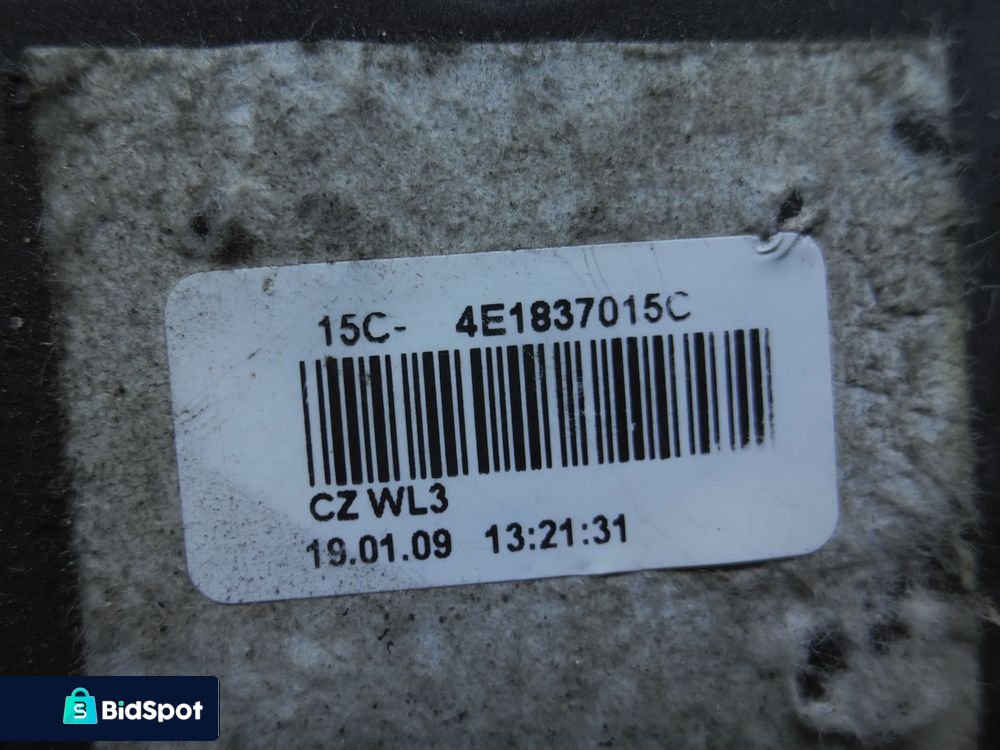 15C- 4E1837015C
CZ WL3
19.01.09 13:21:31
BidSpot